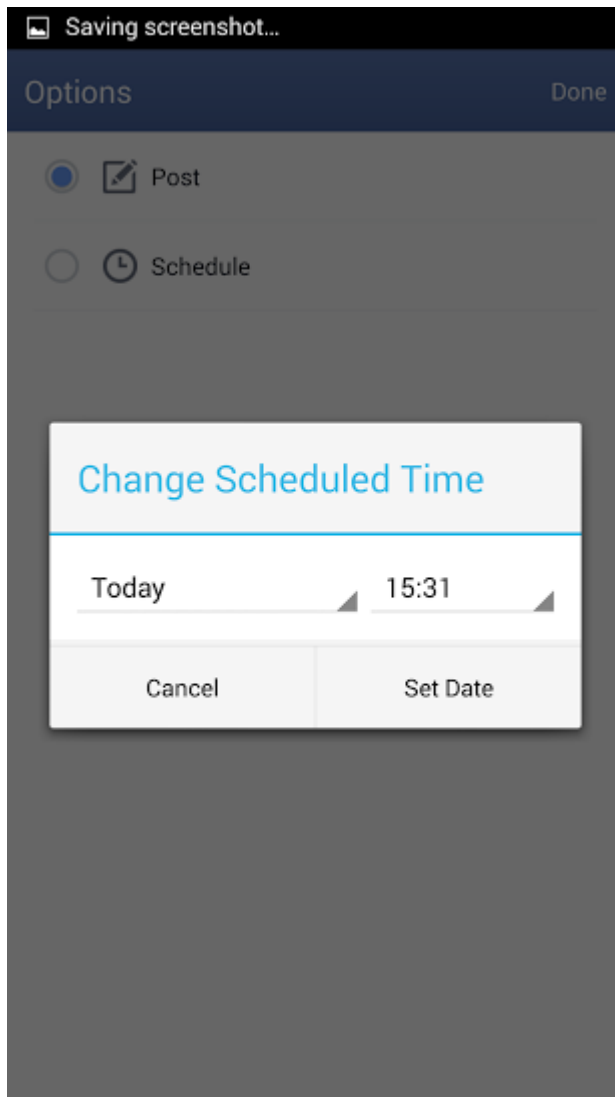 Saving screenshot...
Options Done
Post
Schedule
Change Scheduled Time
Today 15:31
Cancel Set Date